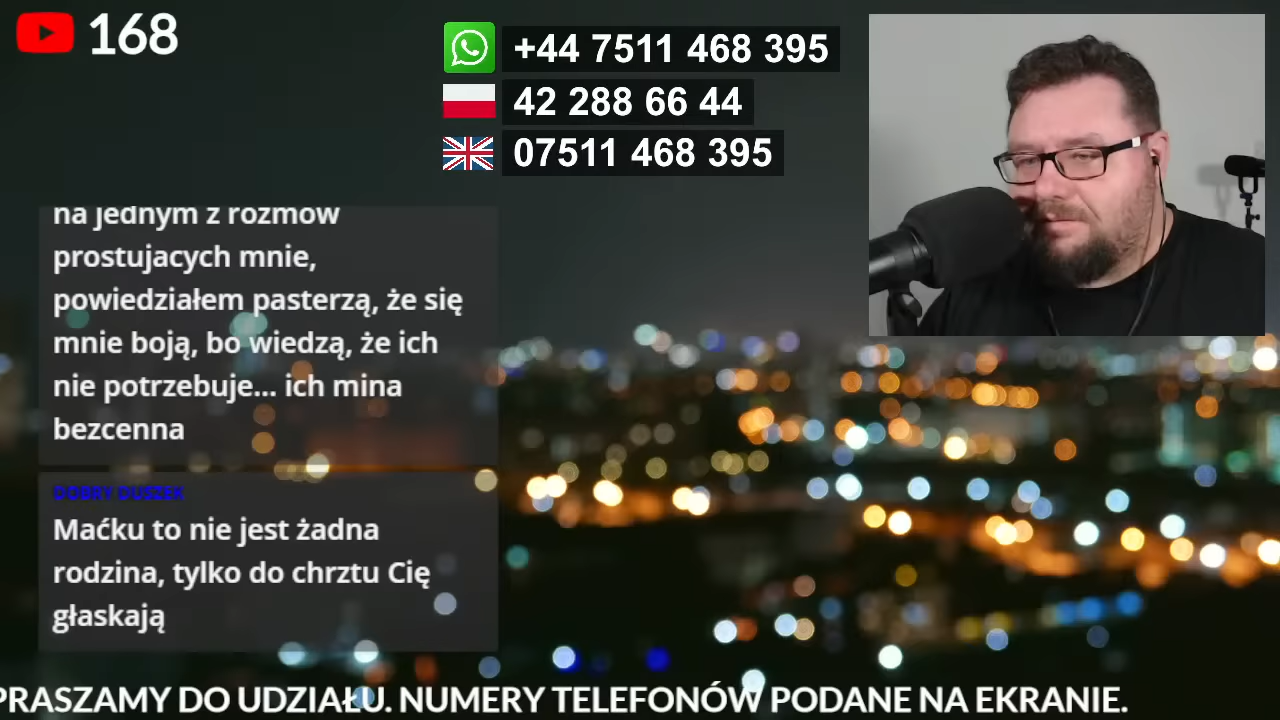 168
+44 7511 468 395
42 288 66 44
07511 468 395
na jednym z rozmów
prostujacych mnie,
powiedziałem pasterzą, że się
mnie boją, bo wiedzą, że ich
nie potrzebuje... ich mina
bezcenna
DOBRY DUSZEK
Maćku to nie jest żadna
rodzina, tylko do chrztu Cię
głaskają
PRASZAMY DO UDZIAŁU. NUMERY TELEFONÓW PODANE NA EKRANIE.